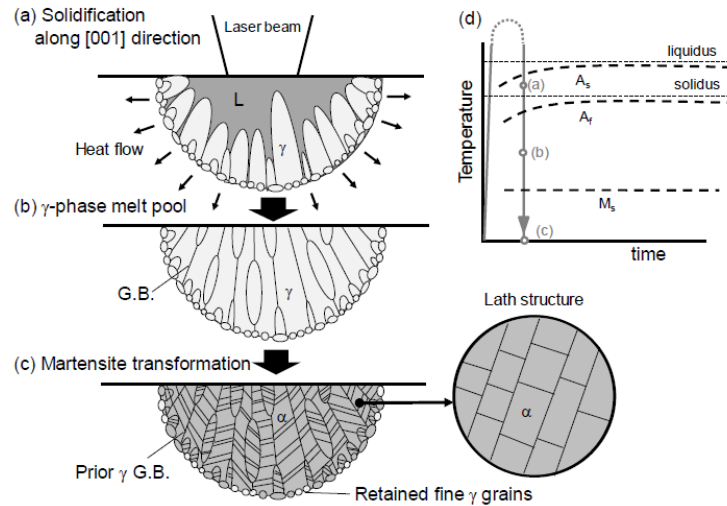 (a) Solidification
along [001] direction
Laser beam
L
γ
Heat flow
(b) γ-phase melt pool
G.B.
γ
(c) Martensite transformation
α
Prior γ G.B.
Retained fine γ grains
(d)
Temperature
liquidus
As
(a)
solidus
Af
(b)
Ms
(c)
time
Lath structure
α